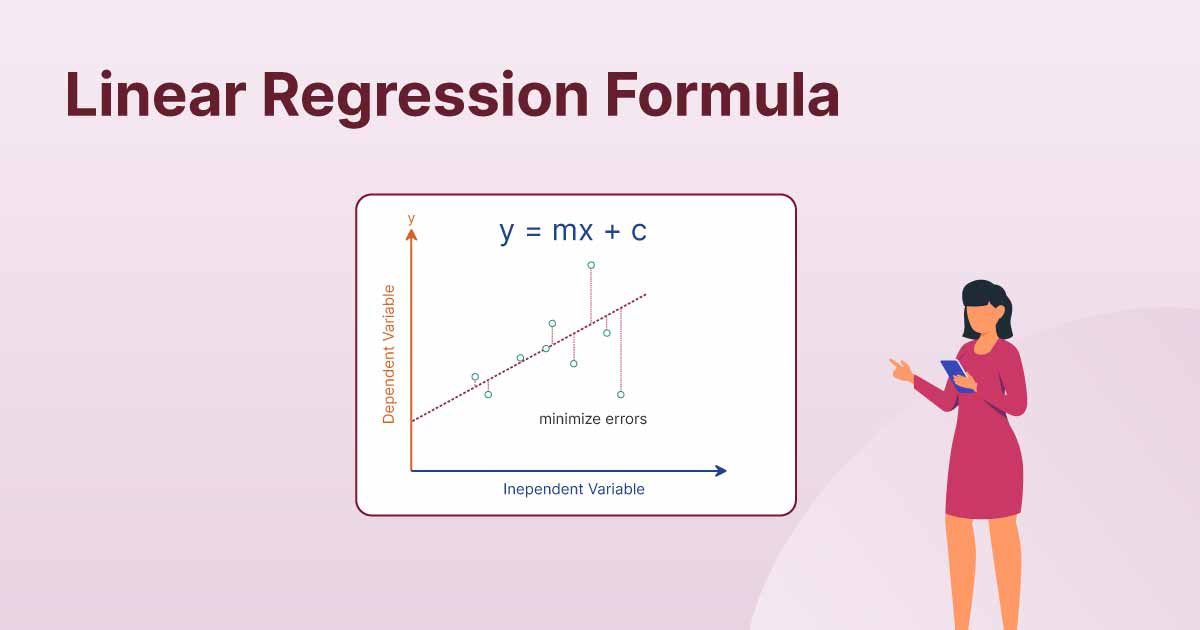 Linear Regression Formula
y
y = mx + c
Dependent Variable
minimize errors
Inependent Variable